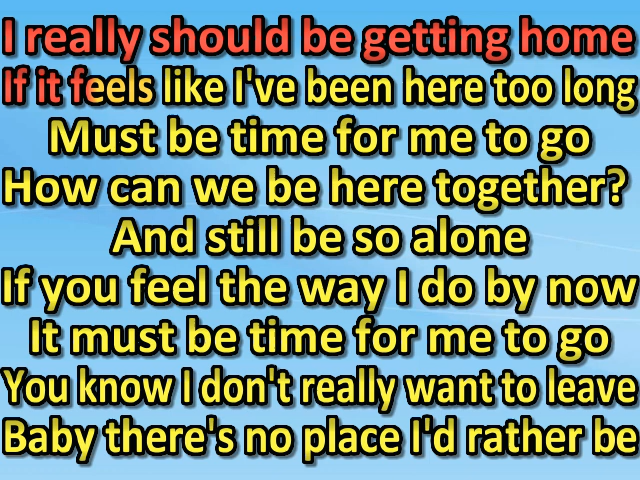 I really should be getting home
If it feels like I've been here too long
Must be time for me to go
How can we be here together?
And still be so alone
If you feel the way I do by now
It must be time for me to go
You know I don't really want to leave
Baby there's no place I'd rather be